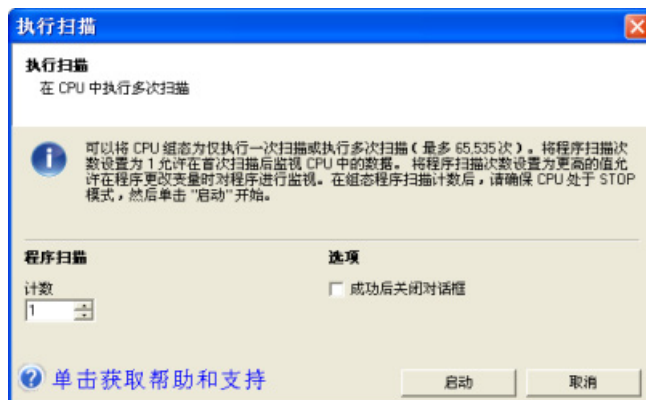 执行扫描
执行扫描
在 CPU 中执行多次扫描
可以将 CPU 组态为仅执行一次扫描或执行多次扫描（最多 65,535次）。将程序扫描次
数设置为 1 允许在首次扫描后监视 CPU 中的数据。 将程序扫描次数设置为更高的值允
许在程序更改变量时对程序进行监视。在组态程序扫描计数后，请确保 CPU 处于 STOP
模式，然后单击 "启动"开始。
程序扫描
选项
计数
成功后关闭对话框
1
单击获取帮助和支持
启动
取消